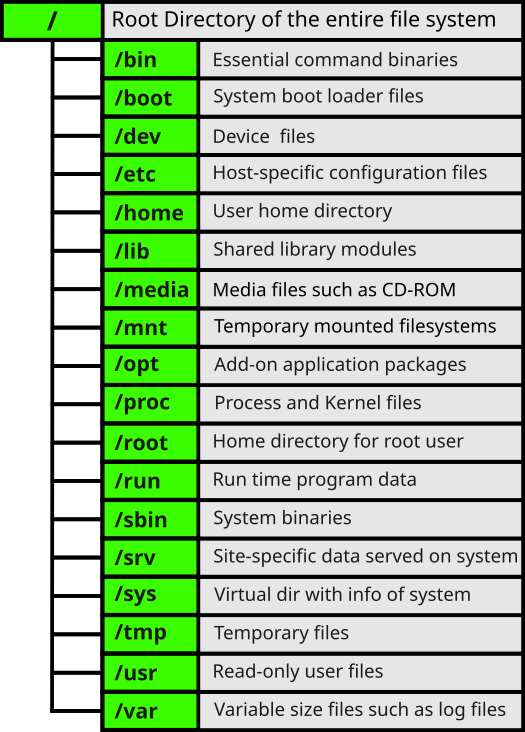 / Root Directory of the entire file system
/bin Essential command binaries
/boot System boot loader files
/dev Device  files
/etc Host-specific configuration files
/home User home directory
/lib Shared library modules
/media Media files such as CD-ROM
/mnt Temporary mounted filesystems
/opt Add-on application packages
/proc Process and Kernel files
/root Home directory for root user
/run Run time program data
/sbin System binaries
/srv Site-specific data served on system
/sys Virtual dir with info of system
/tmp Temporary files
/usr Read-only user files
/var Variable size files such as log files